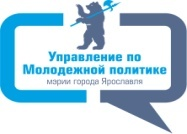 Управление по
Молодежной политике
мэрии города Ярославля